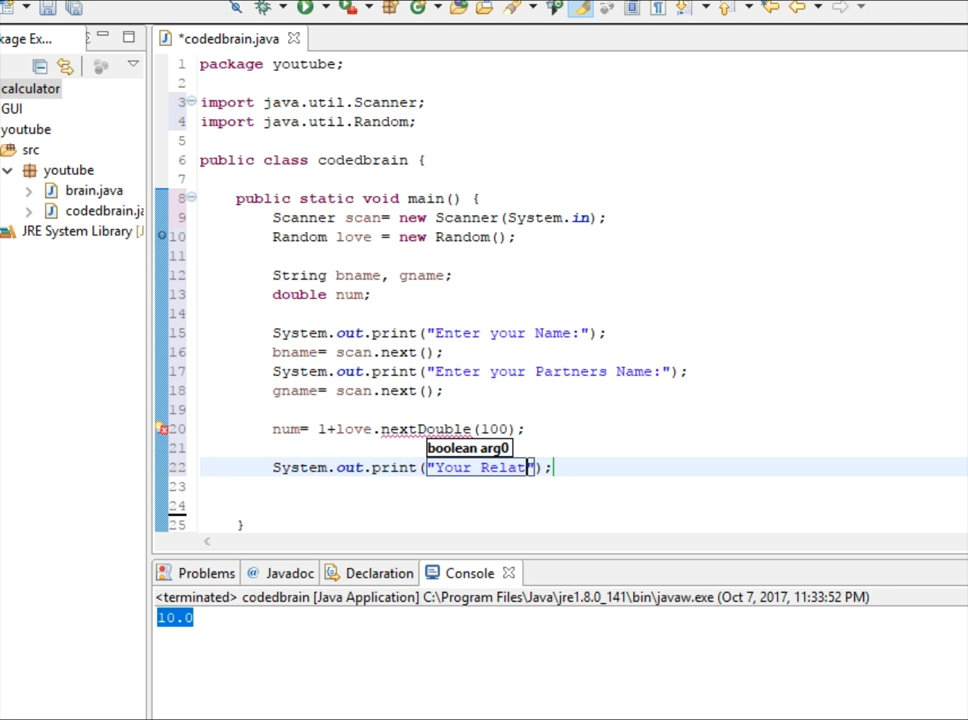 kage Ex...
*codedbrain.java
calculator
GUI
youtube
src
youtube
brain.java
codedbrain.ja
JRE System Library [J
1 package youtube;
2
3 import java.util.Scanner;
4 import java.util.Random;
5
6 public class codedbrain {
7
8 public static void main() {
9 Scanner scan= new Scanner(System.in);
10 Random love = new Random();
11
12 String bname, gname;
13 double num;
14
15 System.out.print("Enter your Name:");
16 bname= scan.next();
17 System.out.print("Enter your Partners Name:");
18 gname= scan.next();
19
20 num= 1+love.nextDouble(100);
21
boolean arg0
22 System.out.print("Your Relat");
23
24
25 }
Problems @ Javadoc Declaration Console
<terminated> codedbrain [Java Application] C:\Program Files\Java\jre1.8.0_141\bin\javaw.exe (Oct 7, 2017, 11:33:52 PM)
10.0